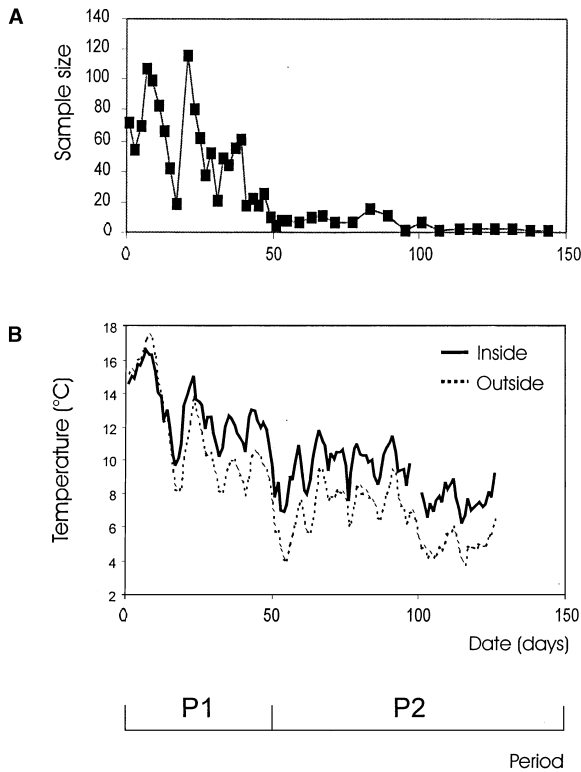 A
Sample size
140
120
100
80
60
40
20
0
0 50 100 150
B
Temperature (°C)
18
16
14
12
10
8
6
4
2
Inside
Outside
0 50 100 150
Date (days)
P1 P2
Period